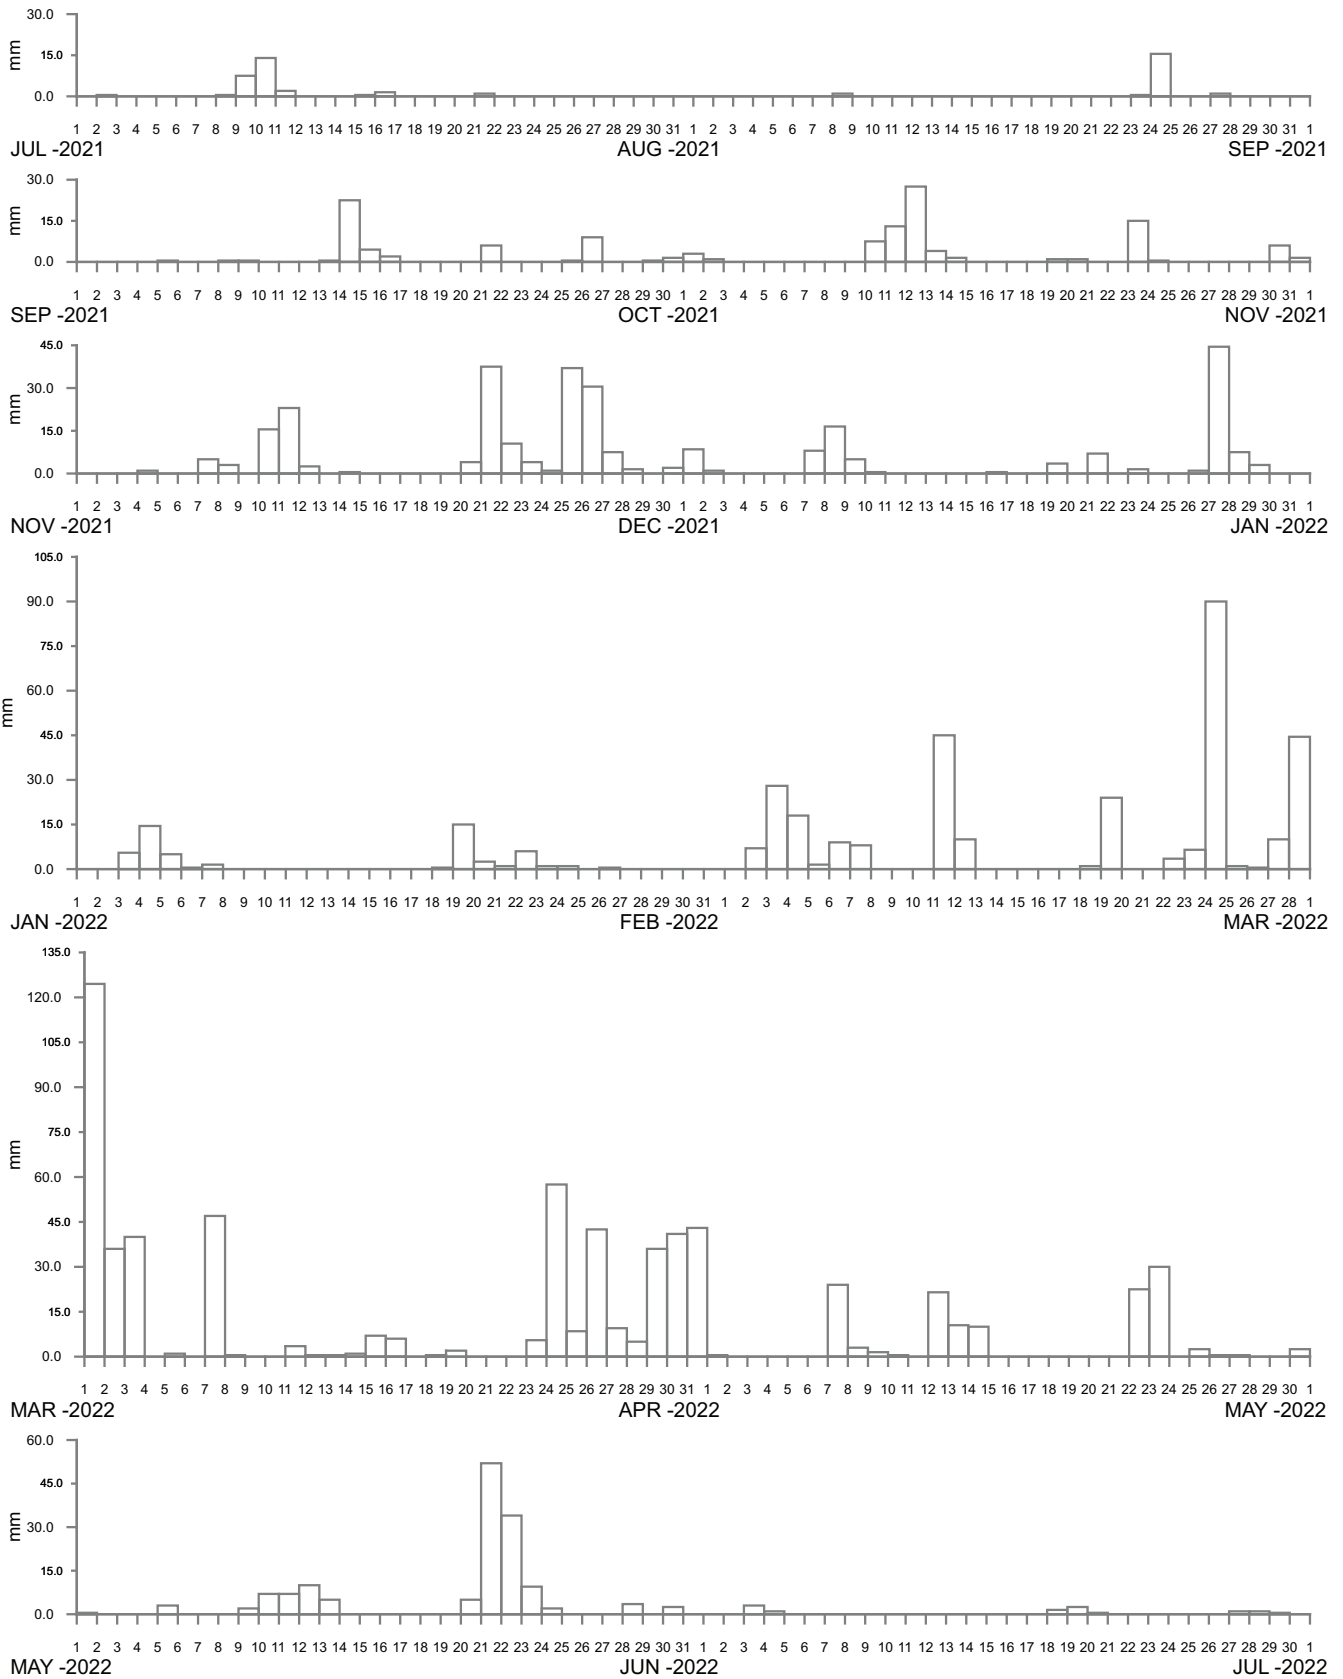 30.0
mm
15.0
0.0
1 2 3 4 5 6 7 8 9 10 11 12 13 14 15 16 17 18 19 20 21 22 23 24 25 26 27 28 29 30 31 1 2 3 4 5 6 7 8 9 10 11 12 13 14 15 16 17 18 19 20 21 22 23 24 25 26 27 28 29 30 31 1
JUL -2021 AUG -2021 SEP -2021
30.0
mm
15.0
0.0
1 2 3 4 5 6 7 8 9 10 11 12 13 14 15 16 17 18 19 20 21 22 23 24 25 26 27 28 29 30 1 2 3 4 5 6 7 8 9 10 11 12 13 14 15 16 17 18 19 20 21 22 23 24 25 26 27 28 29 30 31 1
SEP -2021 OCT -2021 NOV -2021
45.0
30.0
mm
15.0
0.0
1 2 3 4 5 6 7 8 9 10 11 12 13 14 15 16 17 18 19 20 21 22 23 24 25 26 27 28 29 30 1 2 3 4 5 6 7 8 9 10 11 12 13 14 15 16 17 18 19 20 21 22 23 24 25 26 27 28 29 30 31 1
NOV -2021 DEC -2021 JAN -2022
105.0
90.0
75.0
60.0
mm
45.0
30.0
15.0
0.0
1 2 3 4 5 6 7 8 9 10 11 12 13 14 15 16 17 18 19 20 21 22 23 24 25 26 27 28 29 30 31 1 2 3 4 5 6 7 8 9 10 11 12 13 14 15 16 17 18 19 20 21 22 23 24 25 26 27 28 1
JAN -2022 FEB -2022 MAR -2022
135.0
120.0
105.0
90.0
75.0
mm
60.0
45.0
30.0
15.0
0.0
1 2 3 4 5 6 7 8 9 10 11 12 13 14 15 16 17 18 19 20 21 22 23 24 25 26 27 28 29 30 31 1 2 3 4 5 6 7 8 9 10 11 12 13 14 15 16 17 18 19 20 21 22 23 24 25 26 27 28 29 30 1
MAR -2022 APR -2022 MAY -2022
60.0
45.0
mm
30.0
15.0
0.0
1 2 3 4 5 6 7 8 9 10 11 12 13 14 15 16 17 18 19 20 21 22 23 24 25 26 27 28 29 30 31 1 2 3 4 5 6 7 8 9 10 11 12 13 14 15 16 17 18 19 20 21 22 23 24 25 26 27 28 29 30 1
MAY -2022 JUN -2022 JUL -2022